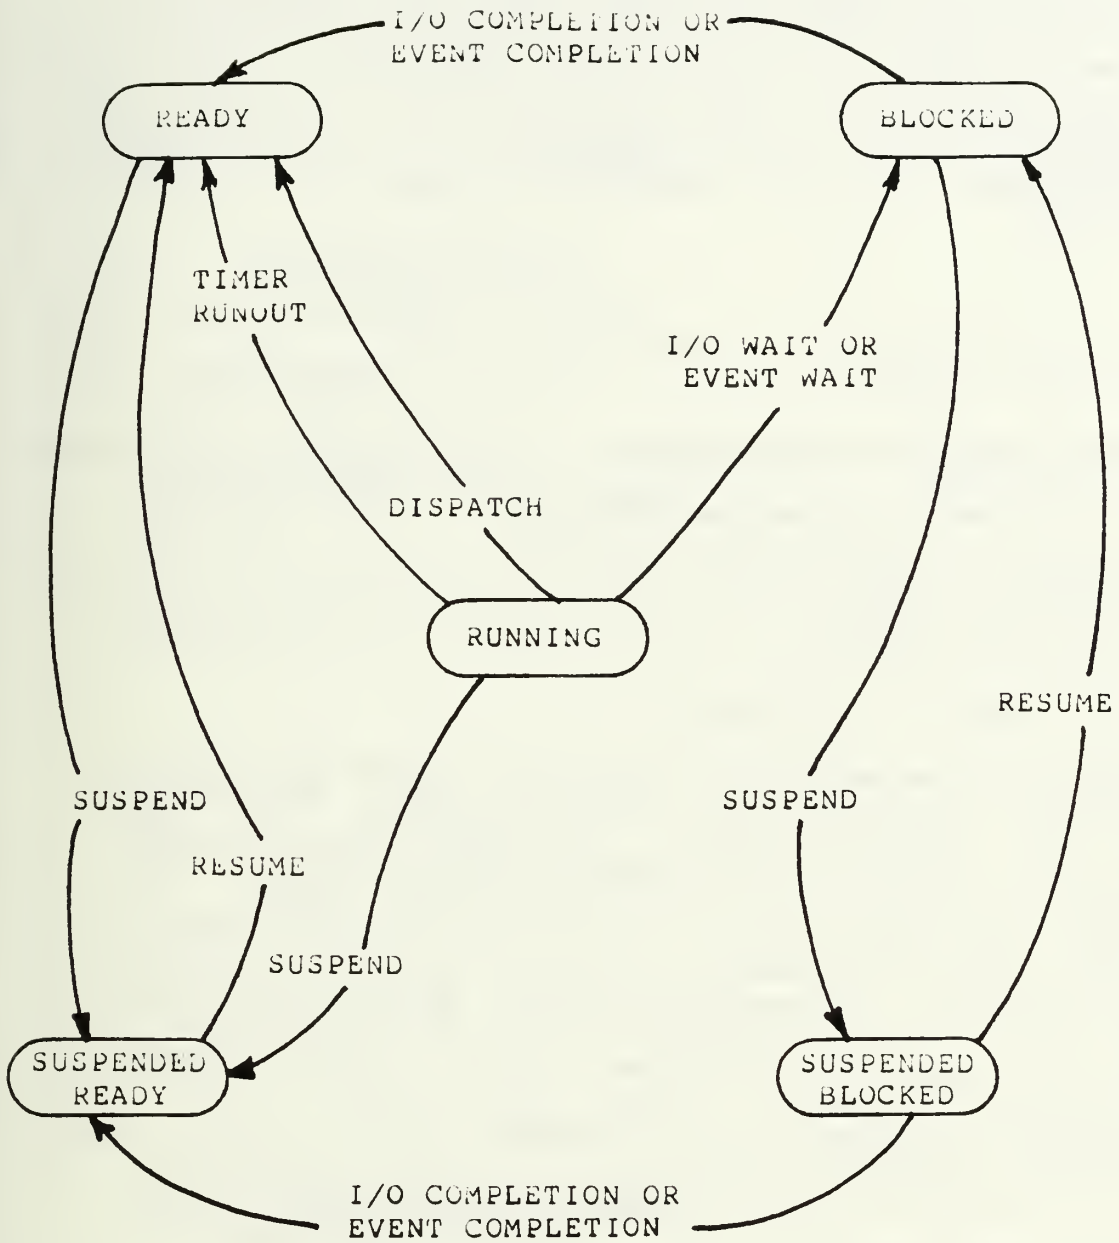 I/O COMPLETION OR
EVENT COMPLETION
READY
BLOCKED
TIMER
RUNOUT
I/O WAIT OR
EVENT WAIT
DISPATCH
RUNNING
RESUME
SUSPEND
SUSPEND
RESUME
SUSPEND
SUSPENDED
READY
SUSPENDED
BLOCKED
I/O COMPLETION OR
EVENT COMPLETION